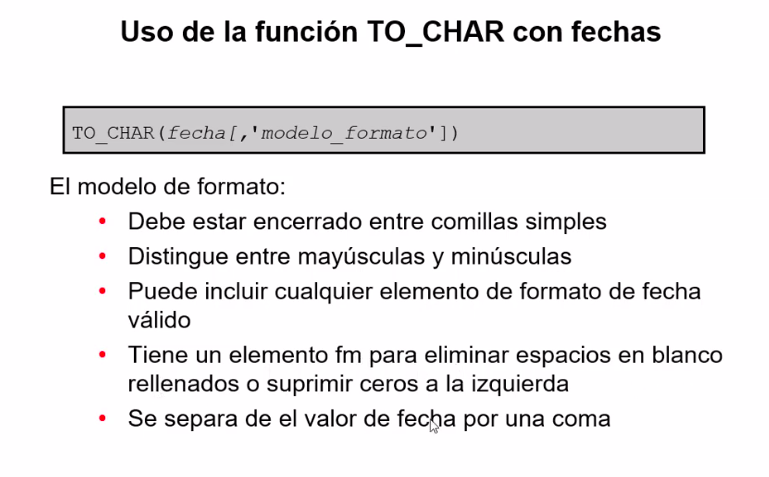 Uso de la función TO_CHAR con fechas
TO_CHAR(fecha[,'modelo_formato'])
El modelo de formato:
• Debe estar encerrado entre comillas simples
• Distingue entre mayúsculas y minúsculas
• Puede incluir cualquier elemento de formato de fecha
válido
• Tiene un elemento fm para eliminar espacios en blanco
rellenados o suprimir ceros a la izquierda
• Se separa de el valor de fecha por una coma